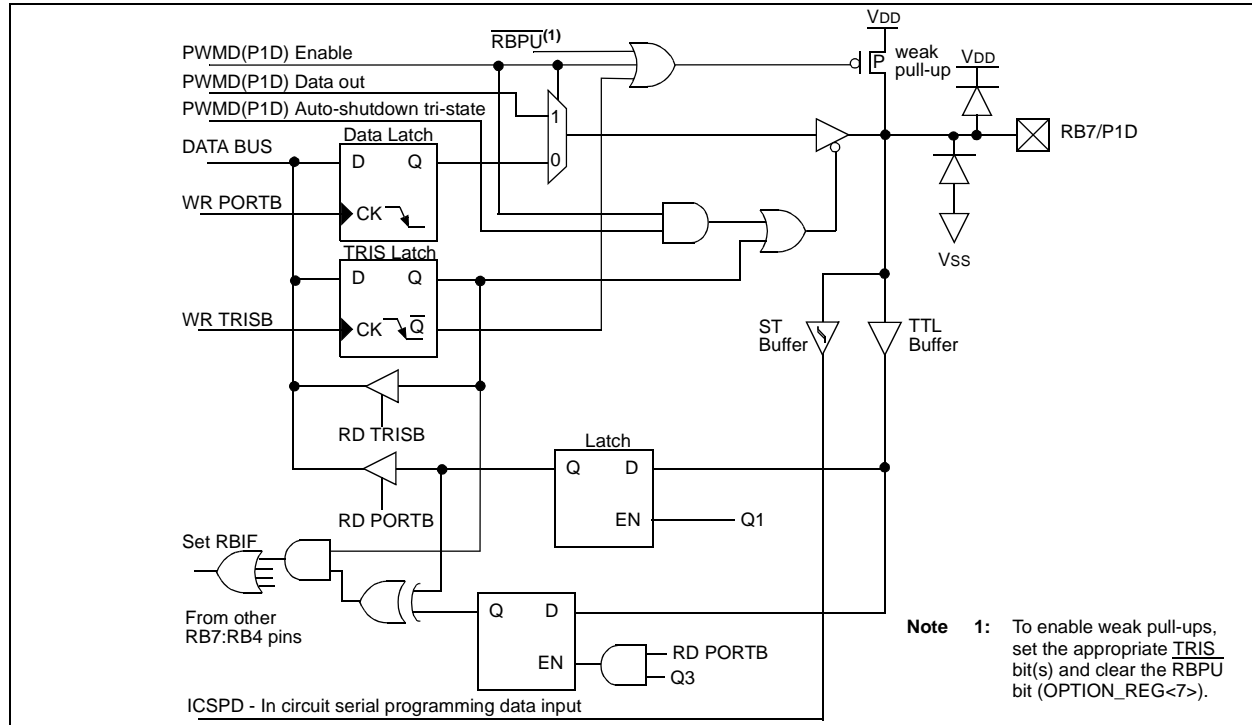 VDD
RBPU(1)
PWMD(P1D) Enable
weak
pull-up
P
VDD
PWMD(P1D) Data out
PWMD(P1D) Auto-shutdown tri-state
1
0
Data Latch
DATA BUS
D Q
RB7/P1D
WR PORTB
CK
TRIS Latch
D Q
VSS
WR TRISB
CK Q
ST
Buffer
TTL
Buffer
RD TRISB
Latch
Q D
RD PORTB
EN
Q1
Set RBIF
From other
RB7:RB4 pins
Q D
EN
RD PORTB
Q3
Note 1: To enable weak pull-ups,
set the appropriate TRIS
bit(s) and clear the RBPU
bit (OPTION_REG<7>).
ICSPD - In circuit serial programming data input